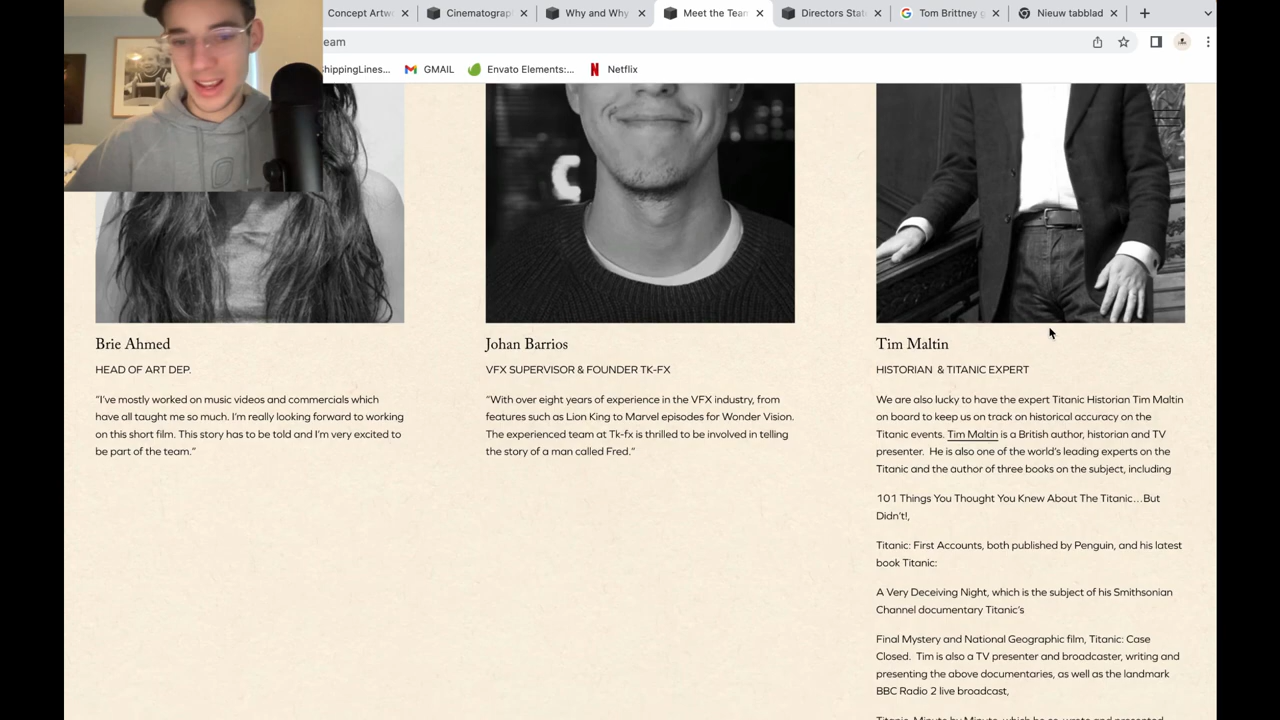 Concept Artw
Cinematograp
Why and Why
Meet the Tean
Directors Stat
Tom Brittney g
Nieuw tabblad
eam
ShippingLines...
GMAIL
Envato Elements:...
Netflix
Brie Ahmed
HEAD OF ART DEP.
“I’ve mostly worked on music videos and commercials which
have all taught me so much. I’m really looking forward to working
on this short film. This story has to be told and I’m very excited to
be part of the team.”
Johan Barrios
VFX SUPERVISOR & FOUNDER TK-FX
“With over eight years of experience in the VFX industry, from
features such as Lion King to Marvel episodes for Wonder Vision.
The experienced team at Tk-fx is thrilled to be involved in telling
the story of a man called Fred.”
Tim Maltin
HISTORIAN & TITANIC EXPERT
We are also lucky to have the expert Titanic Historian Tim Maltin
on board to keep us on track on historical accuracy on the
Titanic events. Tim Maltin is a British author, historian and TV
presenter. He is also one of the world’s leading experts on the
Titanic and the author of three books on the subject, including
101 Things You Thought You Knew About The Titanic…But
Didn’t!,
Titanic: First Accounts, both published by Penguin, and his latest
book Titanic:
A Very Deceiving Night, which is the subject of his Smithsonian
Channel documentary Titanic’s
Final Mystery and National Geographic film, Titanic: Case
Closed. Tim is also a TV presenter and broadcaster, writing and
presenting the above documentaries, as well as the landmark
BBC Radio 2 live broadcast,
Titanic: Minute by Minute, which he co-wrote and presented